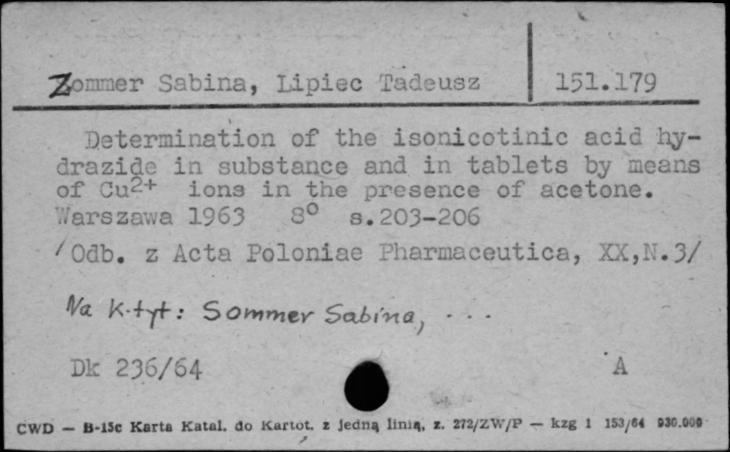 Zommer Sabina, Lipiec Tadeusz 151.179
Determination of the isonicotinic acid hy-
drazide in substance and in tablets by means
of Cu2+ ions in the presence of acetone.
Warszawa 1963 8° s.203-206
/Odb. z Acta Poloniae Pharmaceutica, XX,N.3/
Na k.tyt: Sommer Sabina, ...
Dk 236/64 A
CWD — B-15c Karta Katal. do Kartot. z jedną linią, z. 272/ZW/P — kzg 1 153/64 930.000